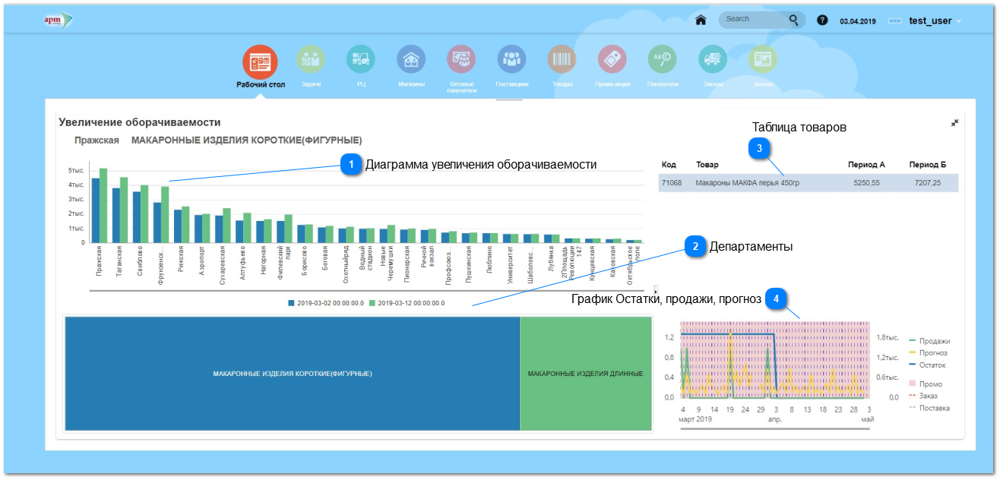 apm
Search
?
03.04.2019
test_user
Рабочий стол
Задачи
РЦ
Магазины
Оптовые
покупатели
Поставщики
Товары
Промо-акции
Показатели
Заказы
Анализ
Увеличение оборачиваемости
Пражская МАКАРОННЫЕ ИЗДЕЛИЯ КОРОТКИЕ(ФИГУРНЫЕ)
1 Диаграмма увеличения оборачиваемости
5тыс.
4тыс.
3тыс.
2тыс.
1тыс.
0
Пражская
Таганская
Свиблово
Фрунзенск...
Рижская
Аэропорт
Сухаревская
Алтуфьево
Нагорная
Филевский
парк
Борисово
Беговая
Охотныйряд
Водный
стадион
Новые
Черемушки
Пионерская
Речной
вокзал
Профсоюз...
Пушкинская
Люблино
Университет
Шаболовс...
Лубянка
2Площадь
Революции
147
Кунцевская
Каховская
Октябрьское
поле
2019-03-02 00:00:00.0
2019-03-12 00:00:00.0
Таблица товаров
3
Код Товар Период А Период Б
71068 Макароны МАКФА перья 450гр 5250,55 7207,25
2 Департаменты
МАКАРОННЫЕ ИЗДЕЛИЯ КОРОТКИЕ(ФИГУРНЫЕ)
МАКАРОННЫЕ ИЗДЕЛИЯ ДЛИННЫЕ
График Остатки, продажи, прогноз 4
1.2
0.8
0.4
0.0
1.8тыс.
1.2тыс.
0.6тыс.
0.0
4 9 14 19 24 29 3 8 13 18 23 28 3
март 2019 апр. май
Продажи
Прогноз
Остаток
Промо
Заказ
Поставка